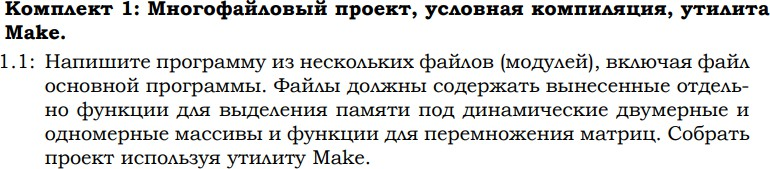 Комплект 1: Многофайловый проект, условная компиляция, утилита
Make.
1.1: Напишите программу из нескольких файлов (модулей), включая файл
основной программы. Файлы должны содержать вынесенные отдель-
но функции для выделения памяти под динамические двумерные и
одномерные массивы и функции для перемножения матриц. Собрать
проект используя утилиту Make.